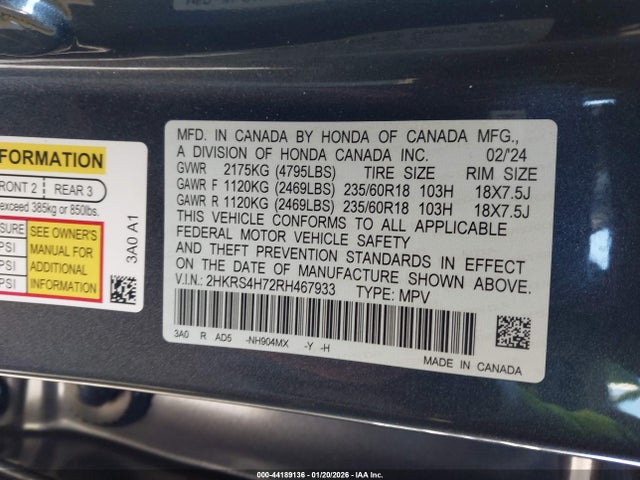 FORMATION
FRONT 2 REAR 3
exceed 385kg or 850lbs.
SURE SEE OWNER'S
PSI MANUAL FOR
PSI ADDITIONAL
PSI INFORMATION
3A0 A1
MFD. IN CANADA BY HONDA OF CANADA MFG.,
A DIVISION OF HONDA CANADA INC. 02/'24
GVWR 2175KG (4795LBS) TIRE SIZE RIM SIZE
GAWR F 1120KG (2469LBS) 235/60R18 103H 18X7.5J
GAWR R 1120KG (2469LBS) 235/60R18 103H 18X7.5J
THIS VEHICLE CONFORMS TO ALL APPLICABLE
FEDERAL MOTOR VEHICLE SAFETY
AND THEFT PREVENTION STANDARDS IN EFFECT
ON THE DATE OF MANUFACTURE SHOWN ABOVE.
V.I.N.: 2HKRS4H72RH467933 TYPE: MPV
3A0 R AD5 -NH904MX -Y -H
MADE IN CANADA
000-44189136 - 01/20/2026 - IAA Inc.